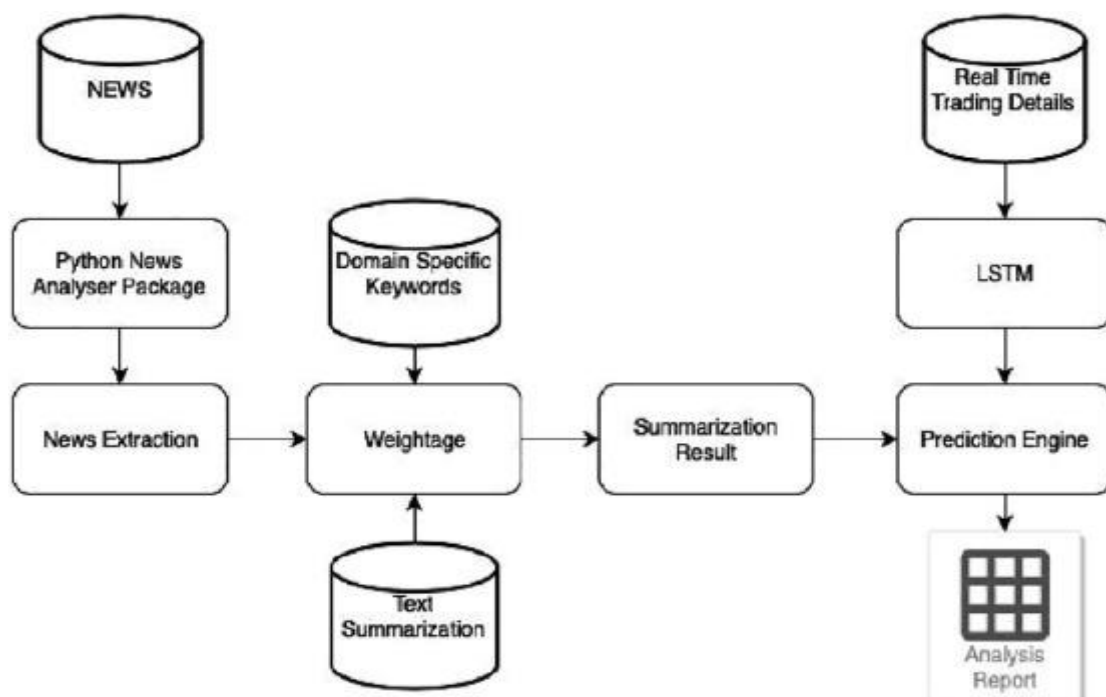 NEWS
Real Time
Trading Details
Python News
Analyser Package
Domain Specific
Keywords
LSTM
News Extraction
Weightage
Summarization
Result
Prediction Engine
Text
Summarization
Analysis
Report